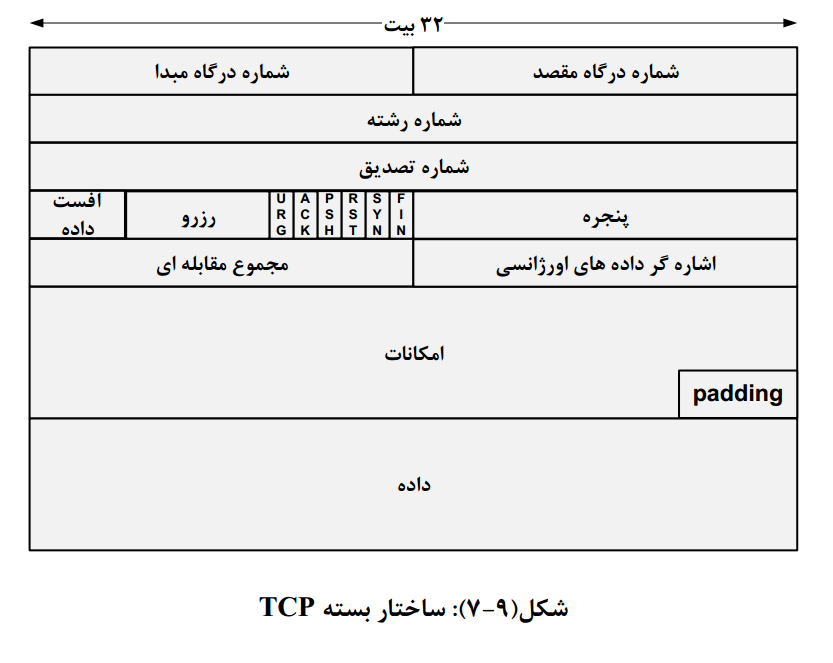 ۳۲ بیت
شماره درگاه مبدا
شماره درگاه مقصد
شماره رشته
شماره تصدیق
افست
داده
رزرو
URG
ACK
PSH
RST
SYN
FIN
پنجره
مجموع مقابله ای
اشاره گر داده های اورژانسی
امکانات
padding
داده
شکل(۹-۷): ساختار بسته TCP